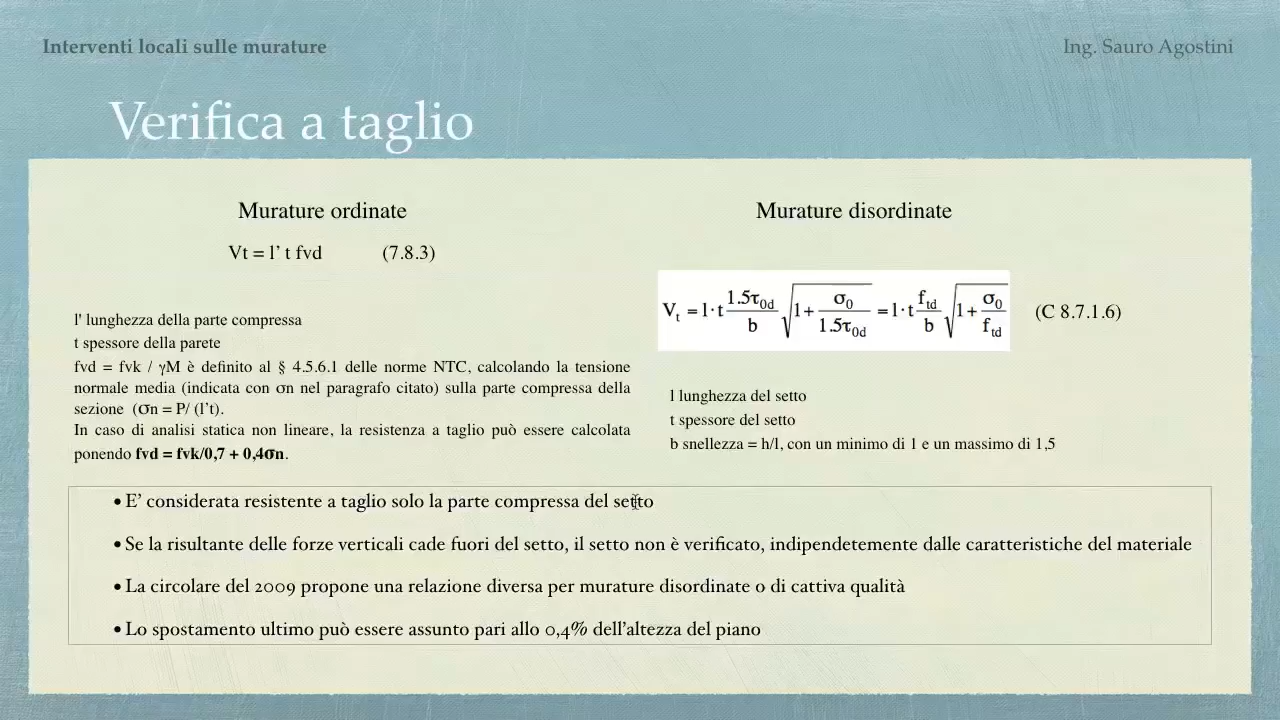 Interventi locali sulle murature
Ing. Sauro Agostini
Verifica a taglio
Murature ordinate
Vt = l' t fvd (7.8.3)
l' lunghezza della parte compressa
t spessore della parete
fvd = fvk / γM è definito al § 4.5.6.1 delle norme NTC, calcolando la tensione
normale media (indicata con σn nel paragrafo citato) sulla parte compressa della
sezione (σn = P/ (l't).
In caso di analisi statica non lineare, la resistenza a taglio può essere calcolata
ponendo fvd = fvk/0,7 + 0,4σn.
Murature disordinate
V_t = l·t 1.5τ_0d/b √(1+ σ_0/1.5τ_0d) = l·t f_td/b √(1+ σ_0/f_td) (C 8.7.1.6)
l lunghezza del setto
t spessore del setto
b snellezza = h/l, con un minimo di 1 e un massimo di 1,5
• E' considerata resistente a taglio solo la parte compressa del setto
• Se la risultante delle forze verticali cade fuori del setto, il setto non è verificato, indipendetemente dalle caratteristiche del materiale
• La circolare del 2009 propone una relazione diversa per murature disordinate o di cattiva qualità
• Lo spostamento ultimo può essere assunto pari allo 0,4% dell'altezza del piano